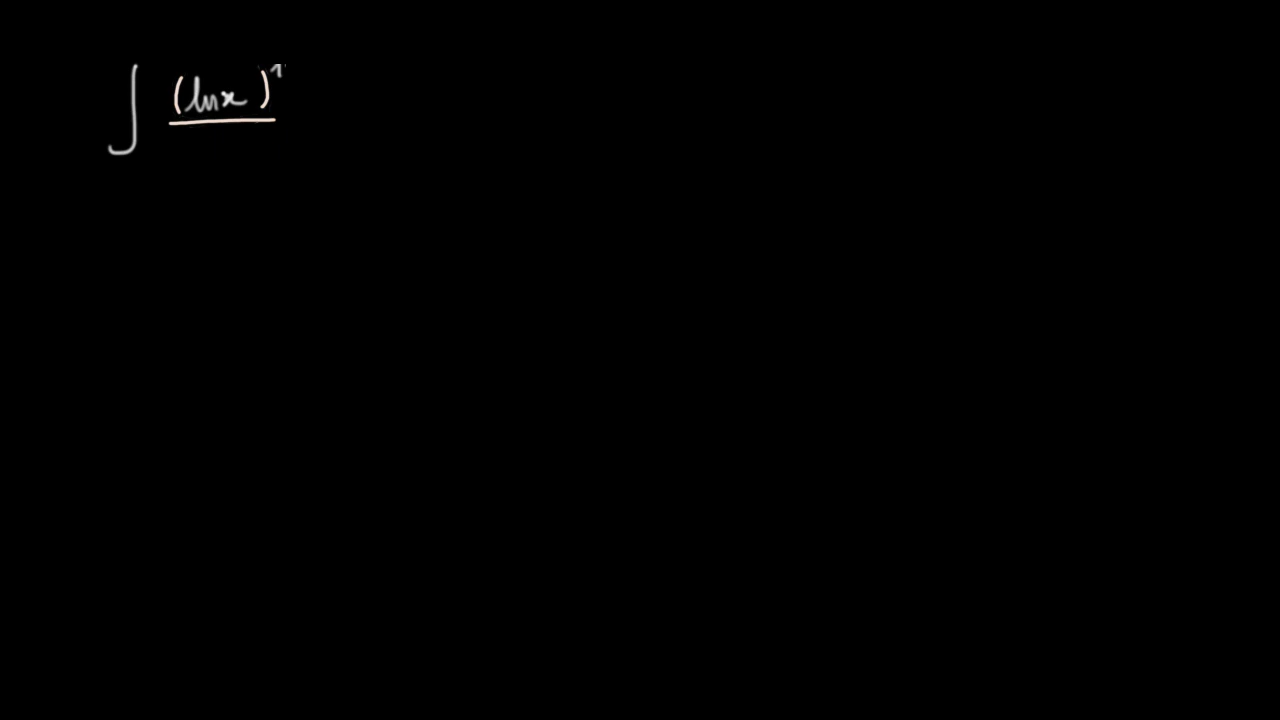 ∫ (ln x)